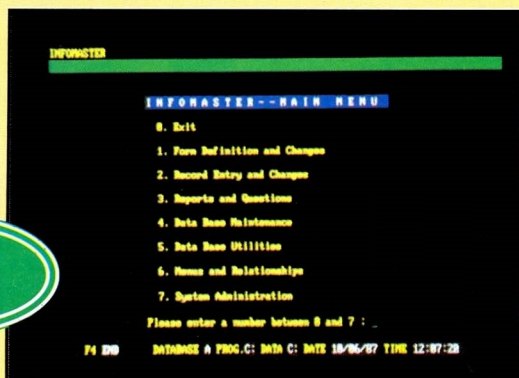 INFOMASTER
INFOMASTER--MAIN MENU
0. Exit
1. Form Definition and Changes
2. Record Entry and Changes
3. Reports and Questions
4. Data Base Maintenance
5. Data Base Utilities
6. Menus and Relationships
7. System Administration
Please enter a number between 0 and 7 : _
F4 END DATABASE A PROG.C: DATA C: DATE 10/06/87 TIME 12:07:20